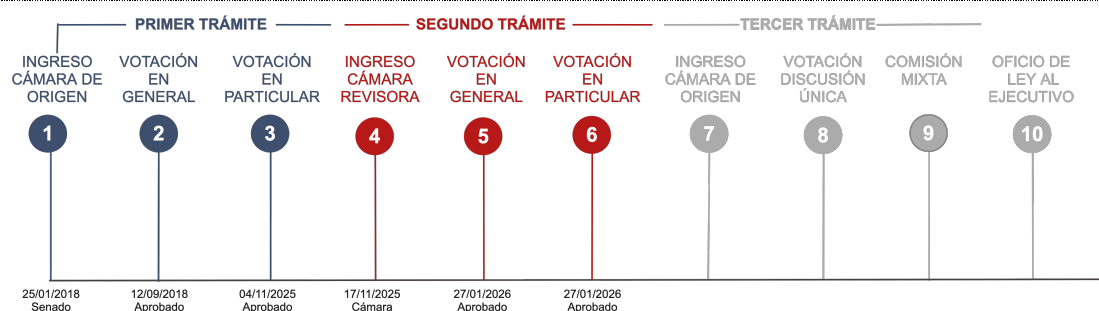 PRIMER TRÁMITE
SEGUNDO TRÁMITE
TERCER TRÁMITE
INGRESO
CÁMARA DE
ORIGEN
VOTACIÓN
EN
GENERAL
VOTACIÓN
EN
PARTICULAR
INGRESO
CÁMARA
REVISORA
VOTACIÓN
EN
GENERAL
VOTACIÓN
EN
PARTICULAR
INGRESO
CÁMARA DE
ORIGEN
VOTACIÓN
DISCUSIÓN
ÚNICA
COMISIÓN
MIXTA
OFICIO DE
LEY AL
EJECUTIVO
1
2
3
4
5
6
7
8
9
10
25/01/2018
Senado
12/09/2018
Aprobado
04/11/2025
Aprobado
17/11/2025
Cámara
27/01/2026
Aprobado
27/01/2026
Aprobado